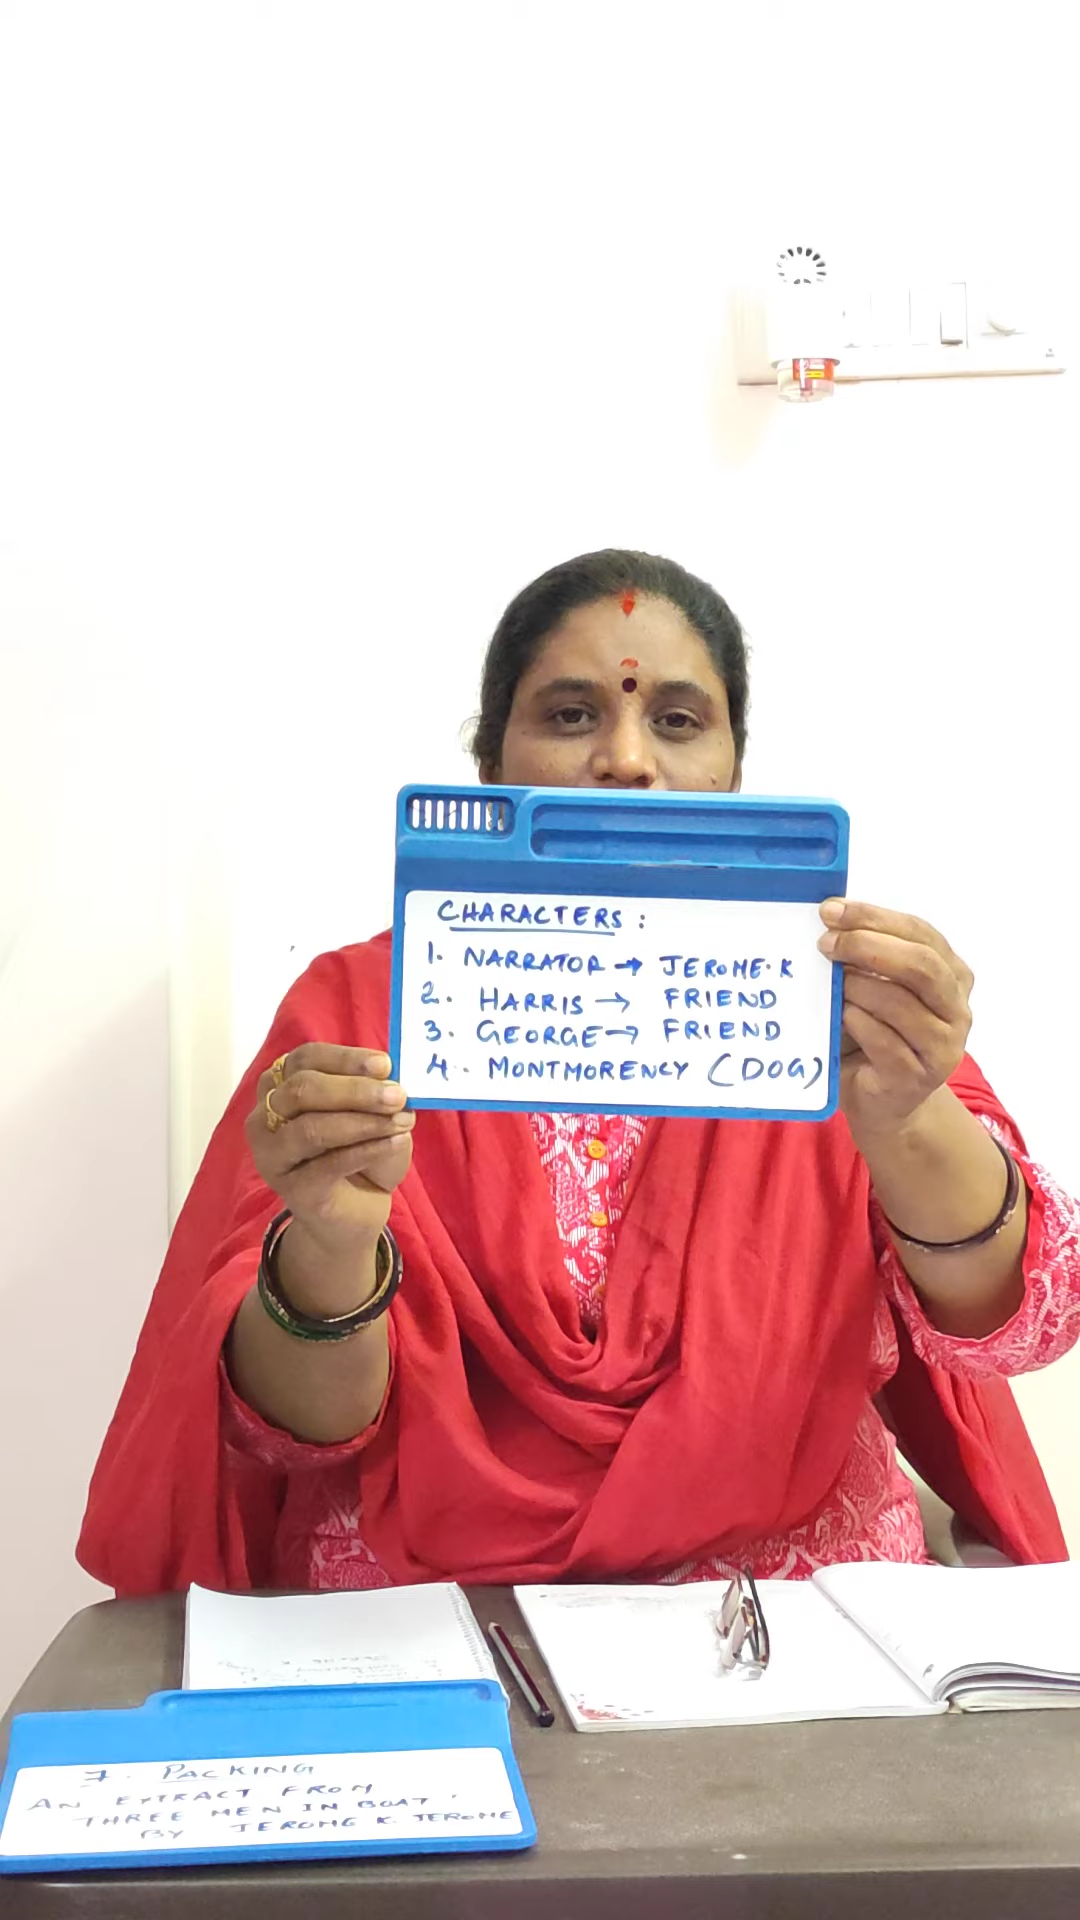 CHARACTERS :
1. NARRATOR → JEROME. K
2. HARRIS → FRIEND
3. GEORGE → FRIEND
4. MONTMORENCY (DOG)
7. PACKING
AN EXTRACT FROM
THREE MEN IN BOAT,
BY JEROME K. JEROME